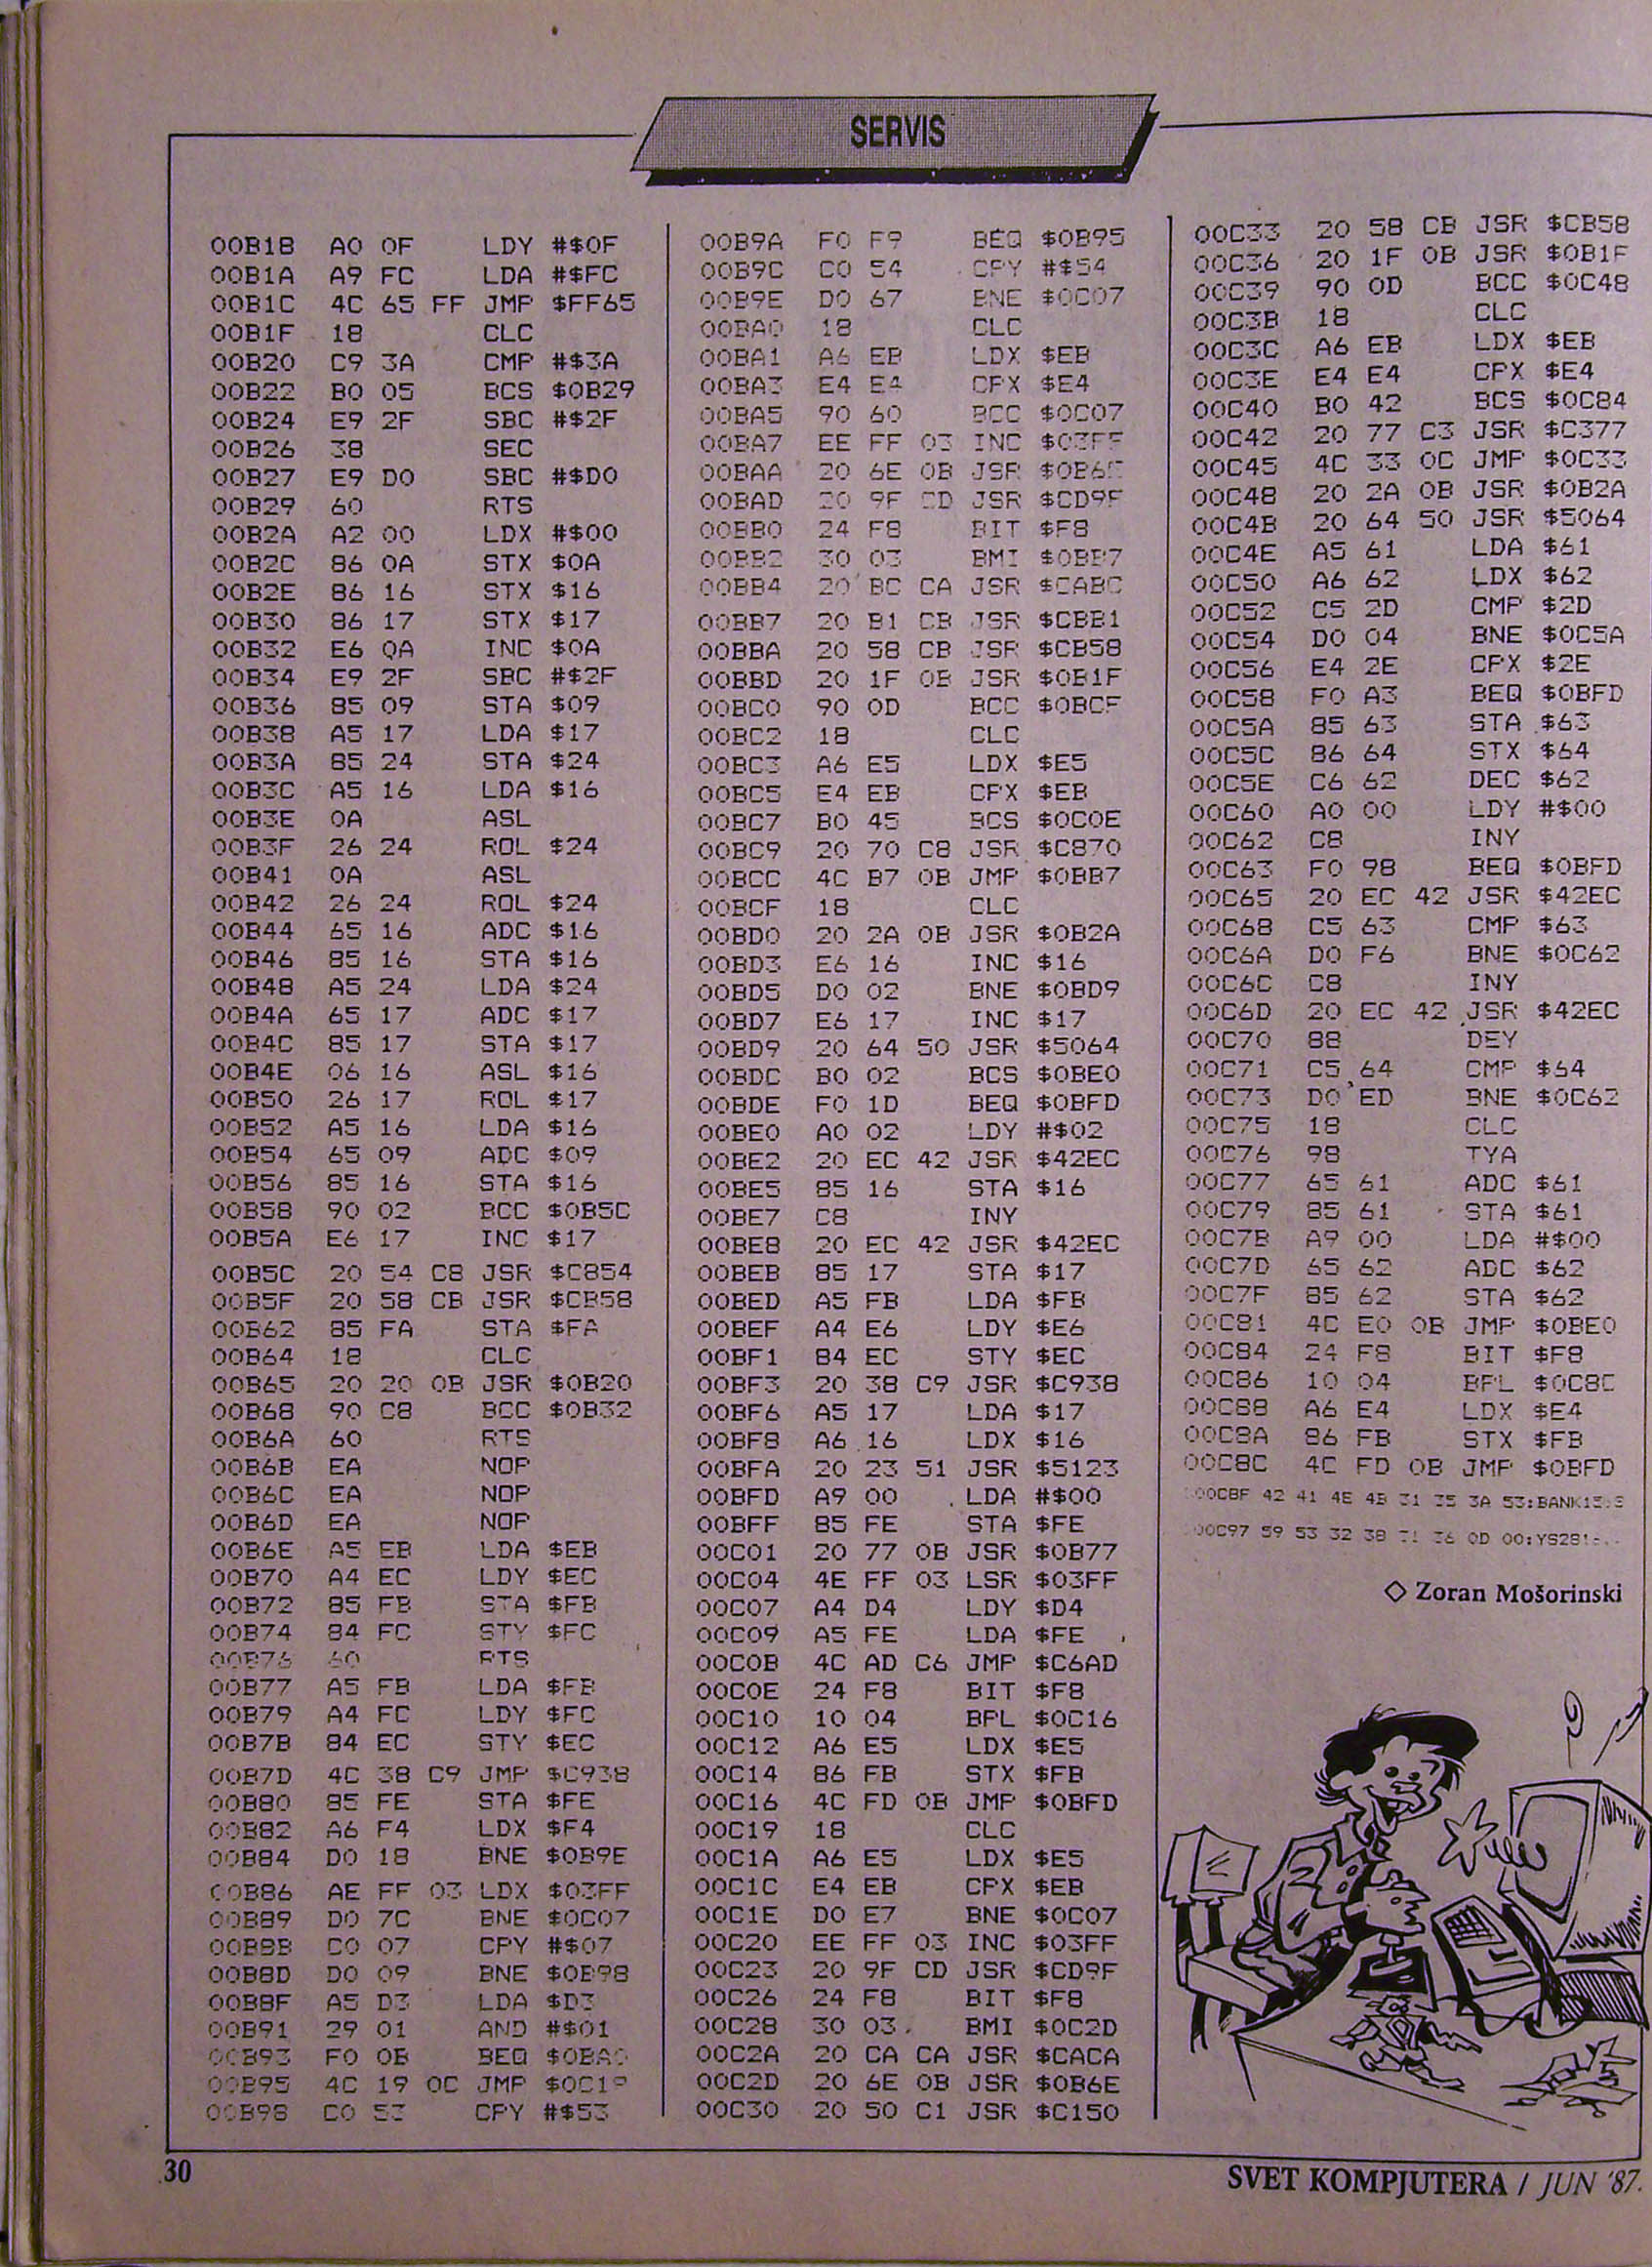 SERVIS
00B18 A0 0F LDY #$0F
00B1A A9 FC LDA #$FC
00B1C 4C 65 FF JMP $FF65
00B1F 18 CLC
00B20 C9 3A CMP #$3A
00B22 B0 05 BCS $0B29
00B24 E9 2F SBC #$2F
00B26 38 SEC
00B27 E9 D0 SBC #$D0
00B29 60 RTS
00B2A A2 00 LDX #$00
00B2C 86 0A STX $0A
00B2E 86 16 STX $16
00B30 86 17 STX $17
00B32 E6 0A INC $0A
00B34 E9 2F SBC #$2F
00B36 85 09 STA $09
00B38 A5 17 LDA $17
00B3A 85 24 STA $24
00B3C A5 16 LDA $16
00B3E 0A ASL
00B3F 26 24 ROL $24
00B41 0A ASL
00B42 26 24 ROL $24
00B44 65 16 ADC $16
00B46 85 16 STA $16
00B48 A5 24 LDA $24
00B4A 65 17 ADC $17
00B4C 85 17 STA $17
00B4E 06 16 ASL $16
00B50 26 17 ROL $17
00B52 A5 16 LDA $16
00B54 65 09 ADC $09
00B56 85 16 STA $16
00B58 90 02 BCC $0B5C
00B5A E6 17 INC $17
00B5C 20 54 C8 JSR $C854
00B5F 20 58 CB JSR $CB58
00B62 85 FA STA $FA
00B64 18 CLC
00B65 20 20 0B JSR $0B20
00B68 90 C8 BCC $0B32
00B6A 60 RTS
00B6B EA NOP
00B6C EA NOP
00B6D EA NOP
00B6E A5 EB LDA $EB
00B70 A4 EC LDY $EC
00B72 85 FB STA $FB
00B74 84 FC STY $FC
00B76 60 RTS
00B77 A5 FB LDA $FB
00B79 A4 FC LDY $FC
00B7B 84 EC STY $EC
00B7D 4C 38 C9 JMP $C938
00B80 85 FE STA $FE
00B82 A6 F4 LDX $F4
00B84 D0 18 BNE $0B9E
00B86 AE FF 03 LDX $03FF
00B89 D0 7C BNE $0C07
00B8B C0 07 CPY #$07
00B8D D0 09 BNE $0B98
00B8F A5 D3 LDA $D3
00B91 29 01 AND #$01
00B93 F0 0B BEQ $0BA0
00B95 4C 19 0C JMP $0C19
00B98 C0 53 CPY #$53
00B9A F0 F9 BEQ $0B95
00B9C C0 54 CPY #$54
00B9E D0 67 BNE $0C07
00BA0 18 CLC
00BA1 A6 EB LDX $EB
00BA3 E4 E4 CPX $E4
00BA5 90 60 BCC $0C07
00BA7 EE FF 03 INC $03FF
00BAA 20 6E 0B JSR $0B6E
00BAD 20 9F CD JSR $CD9F
00BB0 24 F8 BIT $F8
00BB2 30 03 BMI $0BB7
00BB4 20 BC CA JSR $CABC
00BB7 20 B1 CB JSR $CBB1
00BBA 20 58 CB JSR $CB58
00BBD 20 1F 0B JSR $0B1F
00BC0 90 0D BCC $0BCF
00BC2 18 CLC
00BC3 A6 E5 LDX $E5
00BC5 E4 EB CPX $EB
00BC7 B0 45 BCS $0C0E
00BC9 20 70 C8 JSR $C870
00BCC 4C B7 0B JMP $0BB7
00BCF 18 CLC
00BD0 20 2A 0B JSR $0B2A
00BD3 E6 16 INC $16
00BD5 D0 02 BNE $0BD9
00BD7 E6 17 INC $17
00BD9 20 64 50 JSR $5064
00BDC B0 02 BCS $0BE0
00BDE F0 1D BEQ $0BFD
00BE0 A0 02 LDY #$02
00BE2 20 EC 42 JSR $42EC
00BE5 85 16 STA $16
00BE7 C8 INY
00BE8 20 EC 42 JSR $42EC
00BEB 85 17 STA $17
00BED A5 FB LDA $FB
00BEF A4 E6 LDY $E6
00BF1 84 EC STY $EC
00BF3 20 38 C9 JSR $C938
00BF6 A5 17 LDA $17
00BF8 A6 16 LDX $16
00BFA 20 23 51 JSR $5123
00BFD A9 00 LDA #$00
00BFF 85 FE STA $FE
00C01 20 77 0B JSR $0B77
00C04 4E FF 03 LSR $03FF
00C07 A4 D4 LDY $D4
00C09 A5 FE LDA $FE
00C0B 4C AD C6 JMP $C6AD
00C0E 24 F8 BIT $F8
00C10 10 04 BPL $0C16
00C12 A6 E5 LDX $E5
00C14 86 FB STX $FB
00C16 4C FD 0B JMP $0BFD
00C19 18 CLC
00C1A A6 E5 LDX $E5
00C1C E4 EB CPX $EB
00C1E D0 E7 BNE $0C07
00C20 EE FF 03 INC $03FF
00C23 20 9F CD JSR $CD9F
00C26 24 F8 BIT $F8
00C28 30 03 BMI $0C2D
00C2A 20 CA CA JSR $CACA
00C2D 20 6E 0B JSR $0B6E
00C30 20 50 C1 JSR $C150
00C33 20 58 CB JSR $CB58
00C36 20 1F 0B JSR $0B1F
00C39 90 0D BCC $0C48
00C3B 18 CLC
00C3C A6 EB LDX $EB
00C3E E4 E4 CPX $E4
00C40 B0 42 BCS $0C84
00C42 20 77 C3 JSR $C377
00C45 4C 33 0C JMP $0C33
00C48 20 2A 0B JSR $0B2A
00C4B 20 64 50 JSR $5064
00C4E A5 61 LDA $61
00C50 A6 62 LDX $62
00C52 C5 2D CMP $2D
00C54 D0 04 BNE $0C5A
00C56 E4 2E CPX $2E
00C58 F0 A3 BEQ $0BFD
00C5A 85 63 STA $63
00C5C 86 64 STX $64
00C5E C6 62 DEC $62
00C60 A0 00 LDY #$00
00C62 C8 INY
00C63 F0 98 BEQ $0BFD
00C65 20 EC 42 JSR $42EC
00C68 C5 63 CMP $63
00C6A D0 F6 BNE $0C62
00C6C C8 INY
00C6D 20 EC 42 JSR $42EC
00C70 88 DEY
00C71 C5 64 CMP $64
00C73 D0 ED BNE $0C62
00C75 18 CLC
00C76 98 TYA
00C77 65 61 ADC $61
00C79 85 61 STA $61
00C7B A9 00 LDA #$00
00C7D 65 62 ADC $62
00C7F 85 62 STA $62
00C81 4C E0 0B JMP $0BE0
00C84 24 F8 BIT $F8
00C86 10 04 BPL $0C8C
00C88 A6 E4 LDX $E4
00C8A 86 FB STX $FB
00C8C 4C FD 0B JMP $0BFD
00C8F 42 41 4E 4B 31 35 3A 53:BANK15:S
00C97 59 53 32 38 31 36 0D 00:YS281
◇ Zoran Mošorinski
30
SVET KOMPJUTERA / JUN '87.